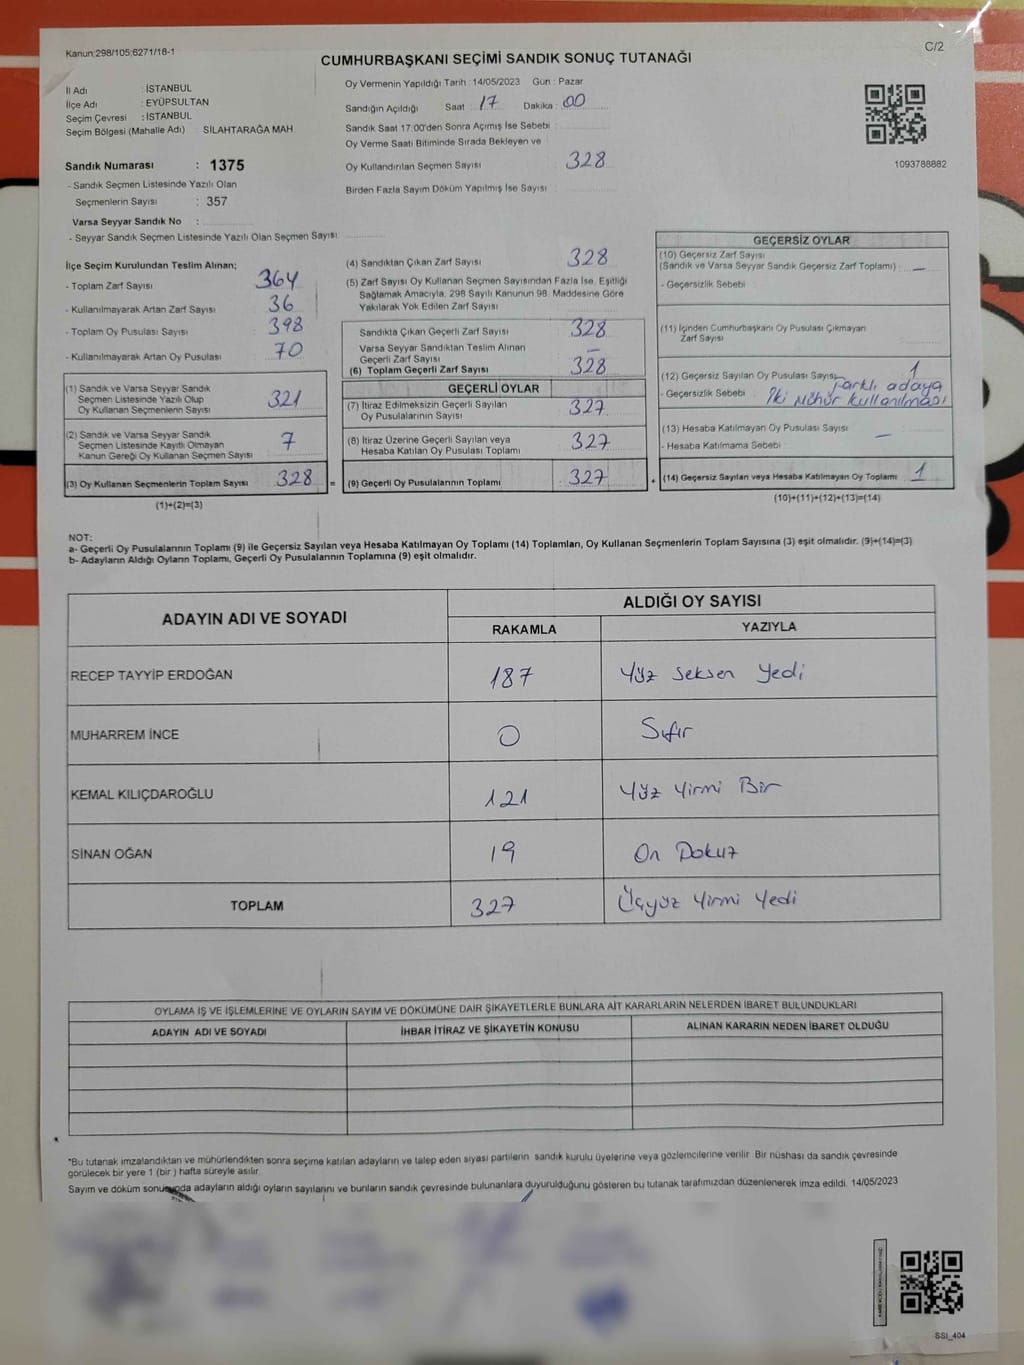 Kanun:298/105;6271/18-1
C/2
CUMHURBAŞKANI SEÇİMİ SANDIK SONUÇ TUTANAĞI
İl Adı : İSTANBUL
İlçe Adı : EYÜPSULTAN
Seçim Çevresi : İSTANBUL
Seçim Bölgesi (Mahalle Adı) : SİLAHTARAĞA MAH.
Sandık Numarası : 1375
- Sandık Seçmen Listesinde Yazılı Olan
Seçmenlerin Sayısı : 357
Varsa Seyyar Sandık No :
- Seyyar Sandık Seçmen Listesinde Yazılı Olan Seçmen Sayısı:
Oy Vermenin Yapıldığı Tarih : 14/05/2023 Gün : Pazar
Sandığın Açıldığı Saat : 17 Dakika : 00
Sandık Saat 17:00'den Sonra Açımış İse Sebebi :
Oy Verme Saati Bitiminde Sırada Bekleyen ve
Oy Kullandırılan Seçmen Sayısı : 328
Birden Fazla Sayım Döküm Yapılmış İse Sayısı :
1093788882
İlçe Seçim Kurulundan Teslim Alınan;
- Toplam Zarf Sayısı : 364
- Kullanılmayarak Artan Zarf Sayısı : 36
- Toplam Oy Pusulası Sayısı : 398
- Kullanılmayarak Artan Oy Pusulası : 70
(1) Sandık ve Varsa Seyyar Sandık
Seçmen Listesinde Yazılı Olup
Oy Kullanan Seçmenlerin Sayısı : 321
(2) Sandık ve Varsa Seyyar Sandık
Seçmen Listesinde Kayıtlı Olmayan
Kanun Gereği Oy Kullanan Seçmen Sayısı : 7
(3) Oy Kullanan Seçmenlerin Toplam Sayısı : 328 =
(1)+(2)=(3)
(4) Sandıktan Çıkan Zarf Sayısı : 328
(5) Zarf Sayısı Oy Kullanan Seçmen Sayısından Fazla İse, Eşitliği
Sağlamak Amacıyla; 298 Sayılı Kanunun 98. Maddesine Göre
Yakılarak Yok Edilen Zarf Sayısı :
Sandıkta Çıkan Geçerli Zarf Sayısı : 328
Varsa Seyyar Sandıktan Teslim Alınan
Geçerli Zarf Sayısı : –
(6) Toplam Geçerli Zarf Sayısı : 328
GEÇERLİ OYLAR
(7) İtiraz Edilmeksizin Geçerli Sayılan
Oy Pusulalarının Sayısı : 327
(8) İtiraz Üzerine Geçerli Sayılan veya
Hesaba Katılan Oy Pusulası Toplamı : 327
(9) Geçerli Oy Pusulalarının Toplamı : 327 +
GEÇERSİZ OYLAR
(10) Geçersiz Zarf Sayısı
(Sandık ve Varsa Seyyar Sandık Geçersiz Zarf Toplamı) : –
- Geçersizlik Sebebi :
(11) İçinden Cumhurbaşkanı Oy Pusulası Çıkmayan
Zarf Sayısı :
(12) Geçersiz Sayılan Oy Pusulası Sayısı : 1
- Geçersizlik Sebebi : Farklı adaya
İki Mühür Kullanılması
(13) Hesaba Katılmayan Oy Pusulası Sayısı : –
- Hesaba Katılmama Sebebi :
(14) Geçersiz Sayılan veya Hesaba Katılmayan Oy Toplamı : 1
(10)+(11)+(12)+(13)=(14)
NOT:
a- Geçerli Oy Pusulalarının Toplamı (9) ile Geçersiz Sayılan veya Hesaba Katılmayan Oy Toplamı (14) Toplamları, Oy Kullanan Seçmenlerin Toplam Sayısına (3) eşit olmalıdır. (9)+(14)=(3)
b- Adayların Aldığı Oyların Toplamı, Geçerli Oy Pusulalarının Toplamına (9) eşit olmalıdır.
ADAYIN ADI VE SOYADI
ALDIĞI OY SAYISI
RAKAMLA YAZIYLA
RECEP TAYYİP ERDOĞAN 187 Yüz Seksen Yedi
MUHARREM İNCE 0 Sıfır
KEMAL KILIÇDAROĞLU 121 Yüz Yirmi Bir
SİNAN OĞAN 19 On Dokuz
TOPLAM 327 Üçyüz Yirmi Yedi
OYLAMA İŞ VE İŞLEMLERİNE VE OYLARIN SAYIM VE DÖKÜMÜNE DAİR ŞİKAYETLERLE BUNLARA AİT KARARLARIN NELERDEN İBARET BULUNDUKLARI
ADAYIN ADI VE SOYADI İHBAR İTİRAZ VE ŞİKAYETİN KONUSU ALINAN KARARIN NEDEN İBARET OLDUĞU
*Bu tutanak imzalandıktan ve mühürlendikten sonra seçime katılan adayların ve talep eden siyasi partilerin sandık kurulu üyelerine veya gözlemcilerine verilir. Bir nüshası da sandık çevresinde
görülecek bir yere 1 (bir ) hafta süreyle asılır.
Sayım ve döküm sonucunda adayların aldığı oyların sayılarını ve bunların sandık çevresinde bulunanlara duyurulduğunu gösteren bu tutanak tarafımızdan düzenlenerek imza edildi. 14/05/2023
SSI_404